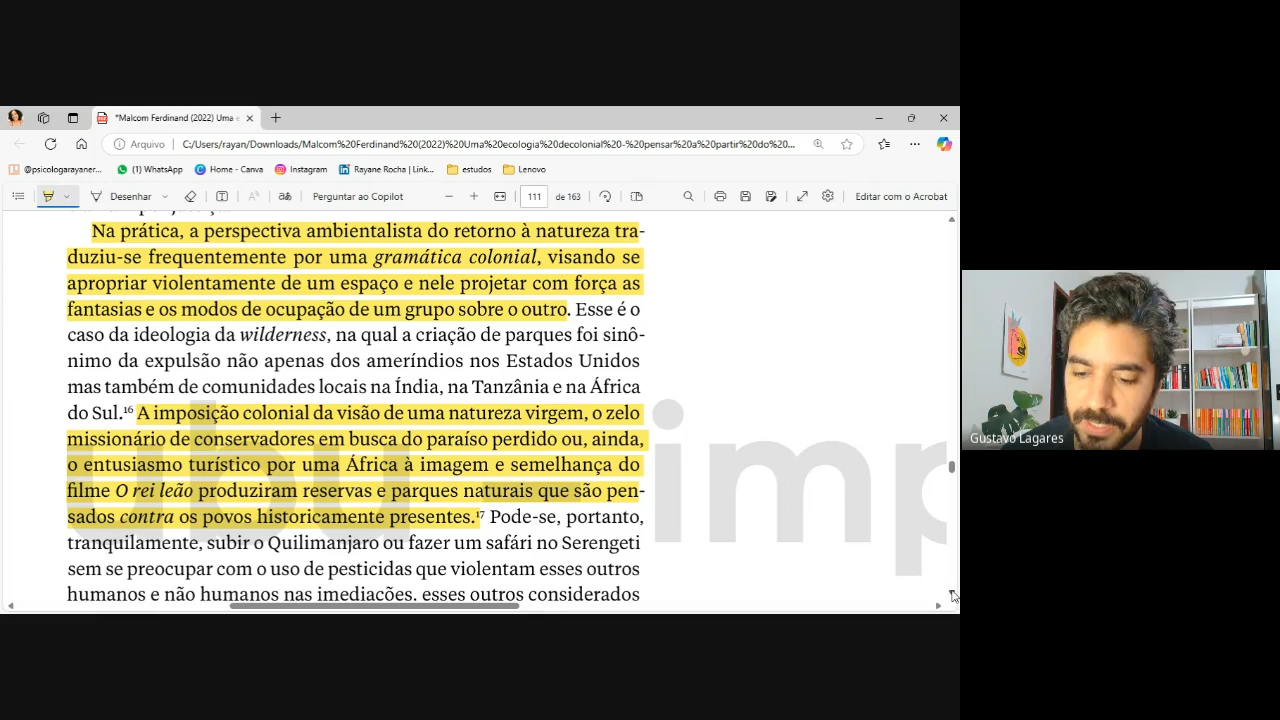 *Malcom Ferdinand (2022) Uma e
Arquivo
C:/Users/rayan/Downloads/Malcom%20Ferdinand%20(2022)%20Uma%20ecologia%20decolonial%20-%20pensar%20a%20partir%20do%20...
@psicologarayaner...
(1) WhatsApp
Home - Canva
Instagram
Rayane Rocha | Link...
estudos
Lenovo
Desenhar
Perguntar ao Copilot
111
de 163
Editar com o Acrobat
Na prática, a perspectiva ambientalista do retorno à natureza tra-
duziu-se frequentemente por uma gramática colonial, visando se
apropriar violentamente de um espaço e nele projetar com força as
fantasias e os modos de ocupação de um grupo sobre o outro. Esse é o
caso da ideologia da wilderness, na qual a criação de parques foi sinô-
nimo da expulsão não apenas dos ameríndios nos Estados Unidos
mas também de comunidades locais na Índia, na Tanzânia e na África
do Sul.¹⁶ A imposição colonial da visão de uma natureza virgem, o zelo
missionário de conservadores em busca do paraíso perdido ou, ainda,
o entusiasmo turístico por uma África à imagem e semelhança do
filme O rei leão produziram reservas e parques naturais que são pen-
sados contra os povos historicamente presentes.¹⁷ Pode-se, portanto,
tranquilamente, subir o Quilimanjaro ou fazer um safári no Serengeti
sem se preocupar com o uso de pesticidas que violentam esses outros
humanos e não humanos nas imediações, esses outros considerados
ubu — imp
Gustavo Lagares